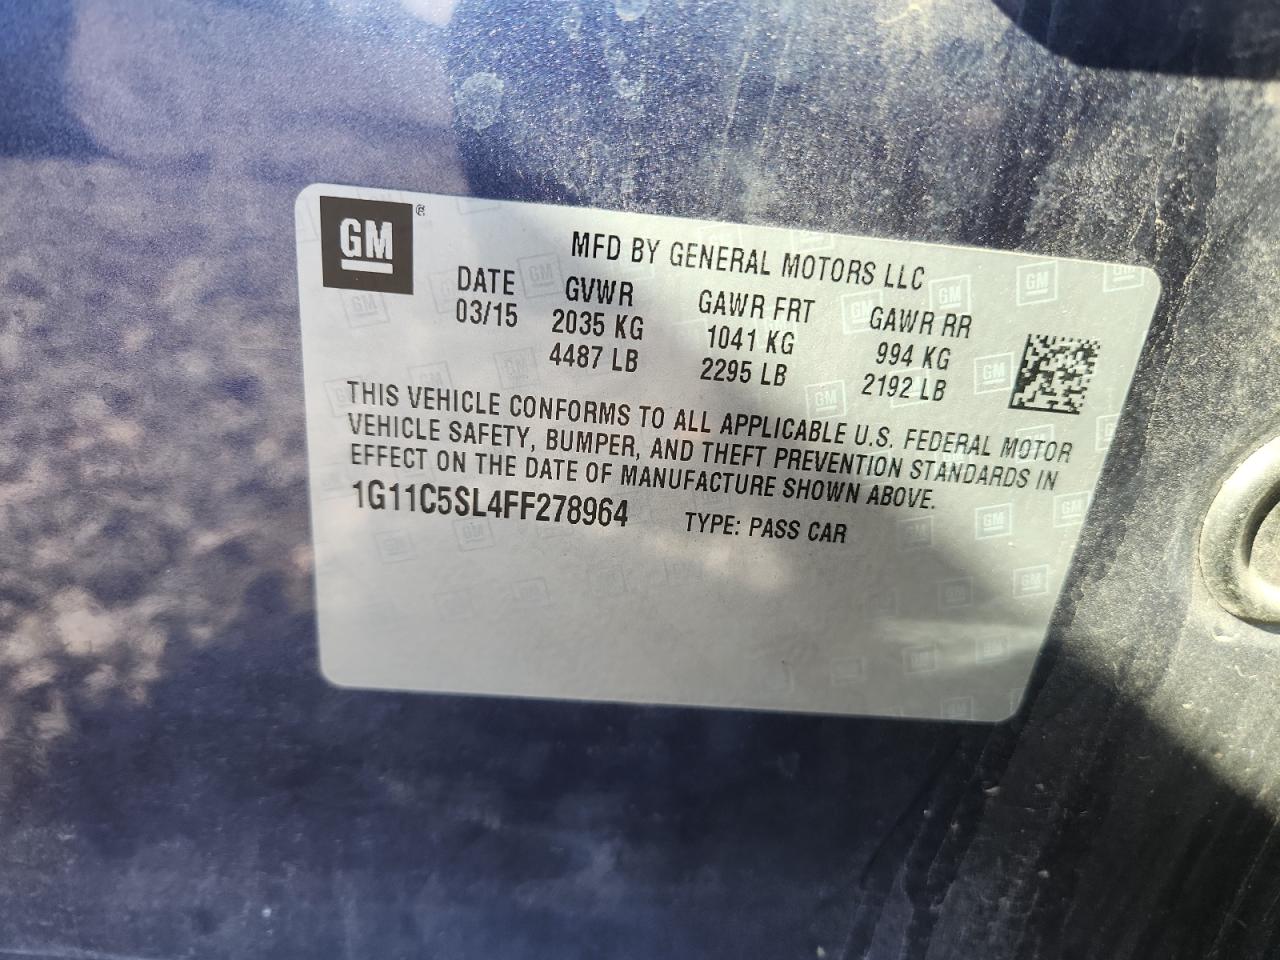 GM ®
MFD BY GENERAL MOTORS LLC
DATE GVWR GAWR FRT GAWR RR
03/15 2035 KG 1041 KG 994 KG
4487 LB 2295 LB 2192 LB
THIS VEHICLE CONFORMS TO ALL APPLICABLE U.S. FEDERAL MOTOR
VEHICLE SAFETY, BUMPER, AND THEFT PREVENTION STANDARDS IN
EFFECT ON THE DATE OF MANUFACTURE SHOWN ABOVE.
1G11C5SL4FF278964 TYPE: PASS CAR